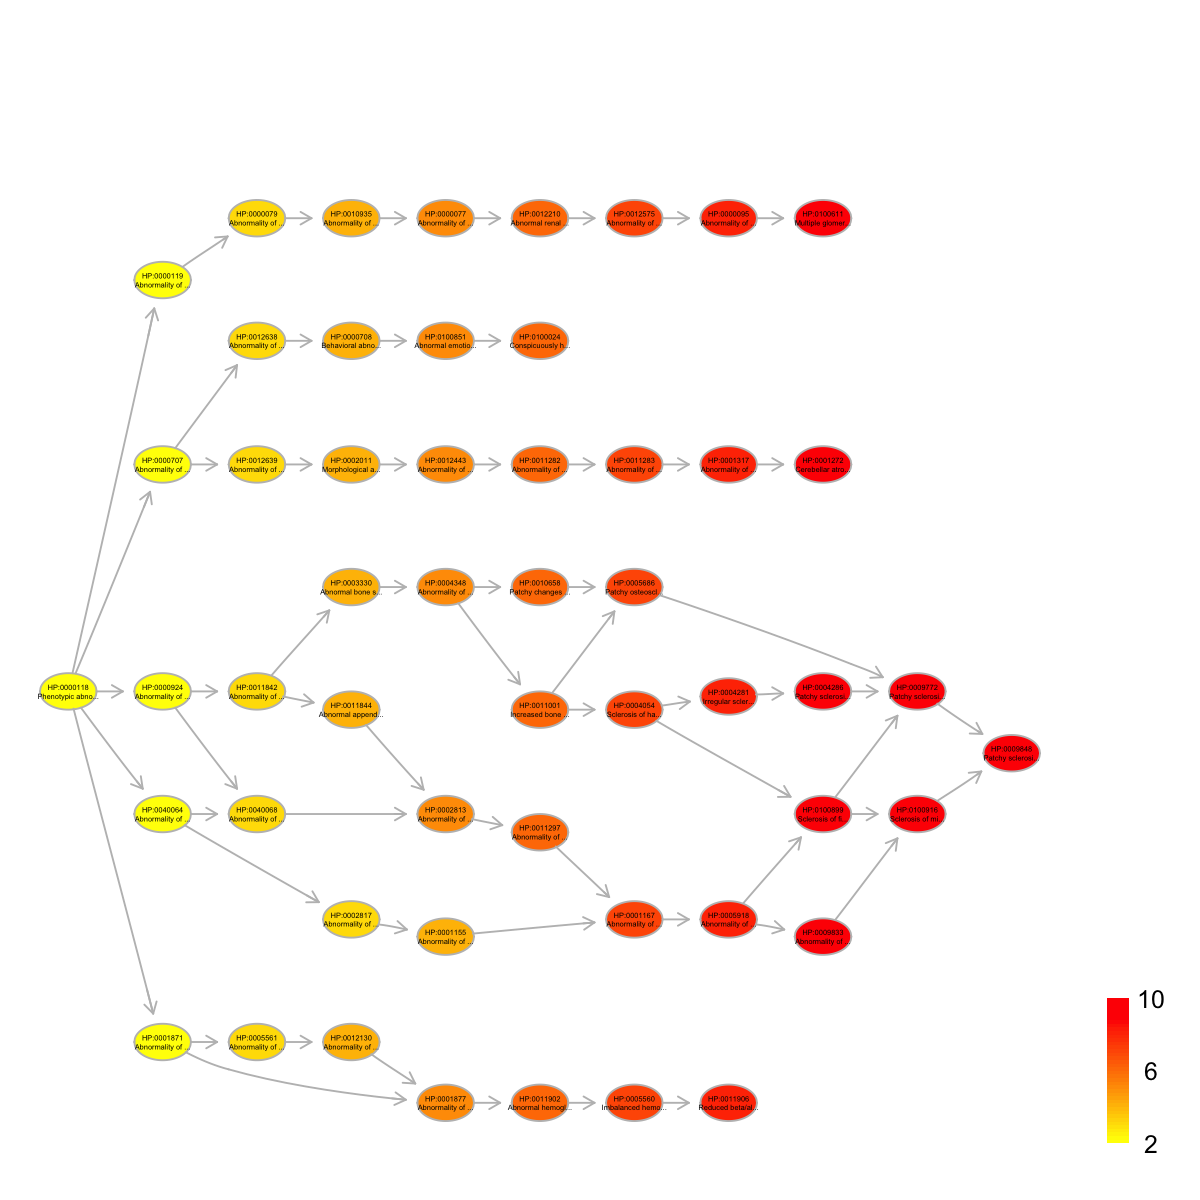 HP:0000079
Abnormality of ...
HP:0010935
Abnormality of ...
HP:0000077
Abnormality of ...
HP:0012210
Abnormal renal...
HP:0012575
Abnormality of ...
HP:0000095
Abnormality of ...
HP:0100611
Multiple glomer...
HP:0000119
Abnormality of ...
HP:0012638
Abnormality of ...
HP:0000708
Behavioral abno...
HP:0100851
Abnormal emotio...
HP:0100024
Conspicuously h...
HP:0000707
Abnormality of ...
HP:0012639
Abnormality of ...
HP:0002011
Morphological a...
HP:0012443
Abnormality of ...
HP:0011282
Abnormality of ...
HP:0011283
Abnormality of ...
HP:0001317
Abnormality of ...
HP:0001272
Cerebellar atro...
HP:0003330
Abnormal bone s...
HP:0004348
Abnormality of ...
HP:0010658
Patchy changes ...
HP:0005686
Patchy osteoscl...
HP:0000118
Phenotypic abno...
HP:0000924
Abnormality of ...
HP:0011842
Abnormality of ...
HP:0011844
Abnormal append...
HP:0011001
Increased bone ...
HP:0004054
Sclerosis of ha...
HP:0004281
Irregular scler...
HP:0004286
Patchy sclerosi...
Patchy sclerosi...
HP:0009848
Patchy sclerosi...
HP:0040064
Abnormality of ...
HP:0040068
Abnormality of ...
HP:0002813
Abnormality of ...
HP:0011297
Abnormality of ...
HP:0100899
Sclerosis of fi...
HP:0100916
Sclerosis of mi...
HP:0002817
Abnormality of ...
HP:0001155
Abnormality of ...
HP:0001167
Abnormality of ...
HP:0005918
Abnormality of ...
HP:0009833
Abnormality of ...
HP:0001871
Abnormality of ...
HP:0005561
Abnormality of ...
HP:0012130
Abnormality of ...
HP:0001877
Abnormality of ...
HP:0011902
Abnormal hemogl...
HP:0005560
Imbalanced hemo...
HP:0011906
Reduced beta/al...
10
6
2